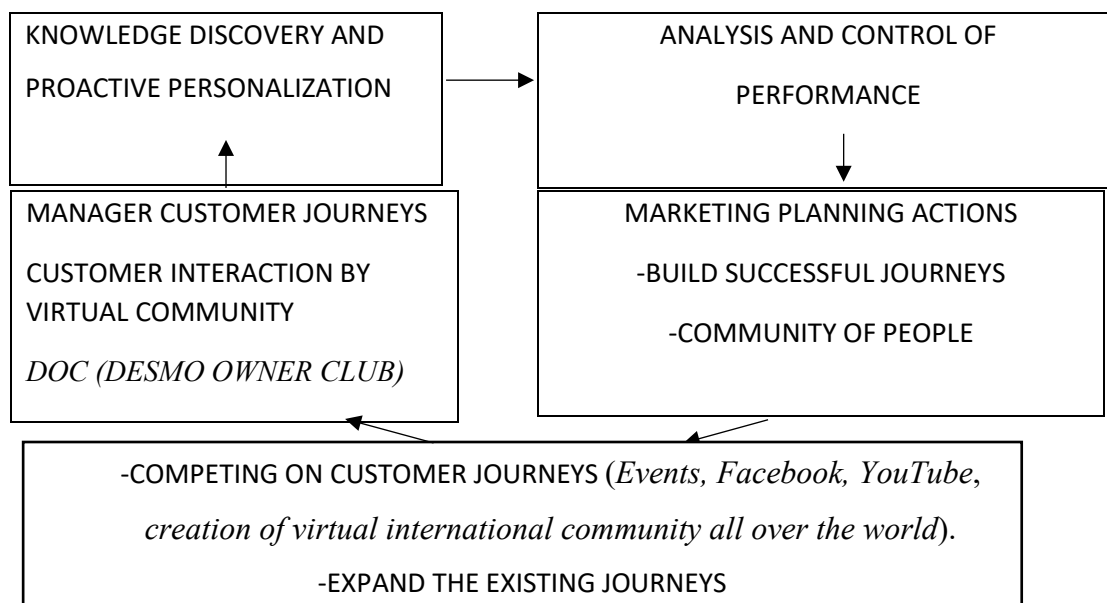 KNOWLEDGE DISCOVERY AND
PROACTIVE PERSONALIZATION
ANALYSIS AND CONTROL OF
PERFORMANCE
MANAGER CUSTOMER JOURNEYS
CUSTOMER INTERACTION BY
VIRTUAL COMMUNITY
DOC (DESMO OWNER CLUB)
MARKETING PLANNING ACTIONS
-BUILD SUCCESSFUL JOURNEYS
-COMMUNITY OF PEOPLE
-COMPETING ON CUSTOMER JOURNEYS (Events, Facebook, YouTube,
creation of virtual international community all over the world).
-EXPAND THE EXISTING JOURNEYS